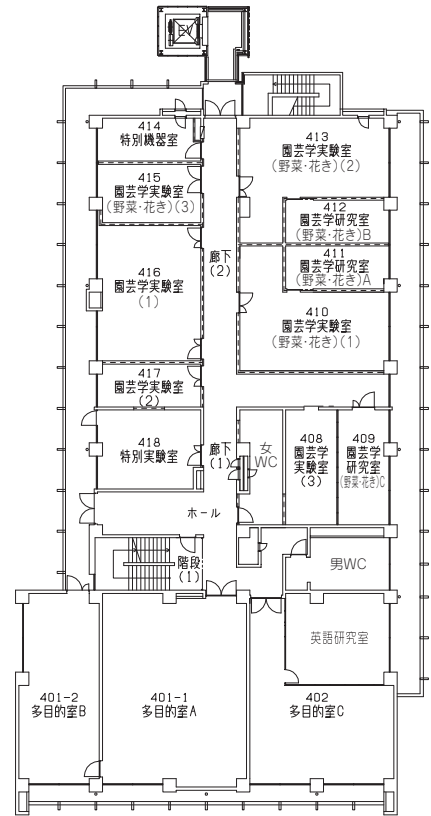 EV
414
特別機器室
415
園芸学実験室
(野菜・花き)(3)
416
園芸学実験室
(1)
417
園芸学実験室
(2)
418
特別実験室
廊下
(2)
廊下
(1)
413
園芸学実験室
(野菜・花き)(2)
412
園芸学研究室
(野菜・花き)B
411
園芸学研究室
(野菜・花き)A
410
園芸学実験室
(野菜・花き)(1)
女
WC
408
園芸学
実験室
(3)
409
園芸学
研究室
(野菜・花き)C
ホール
階段
(1)
男WC
英語研究室
401-2
多目的室B
401-1
多目的室A
402
多目的室C